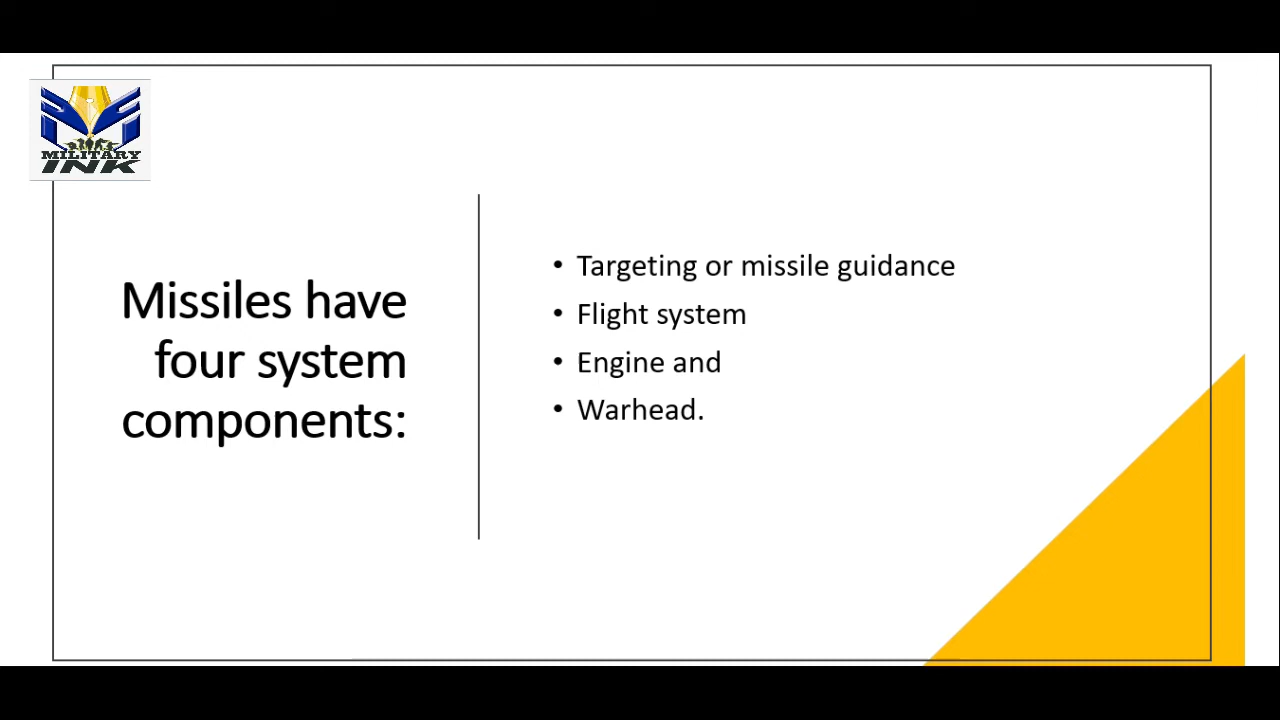 MILITARY
INK
Missiles have
four system
components:
• Targeting or missile guidance
• Flight system
• Engine and
• Warhead.